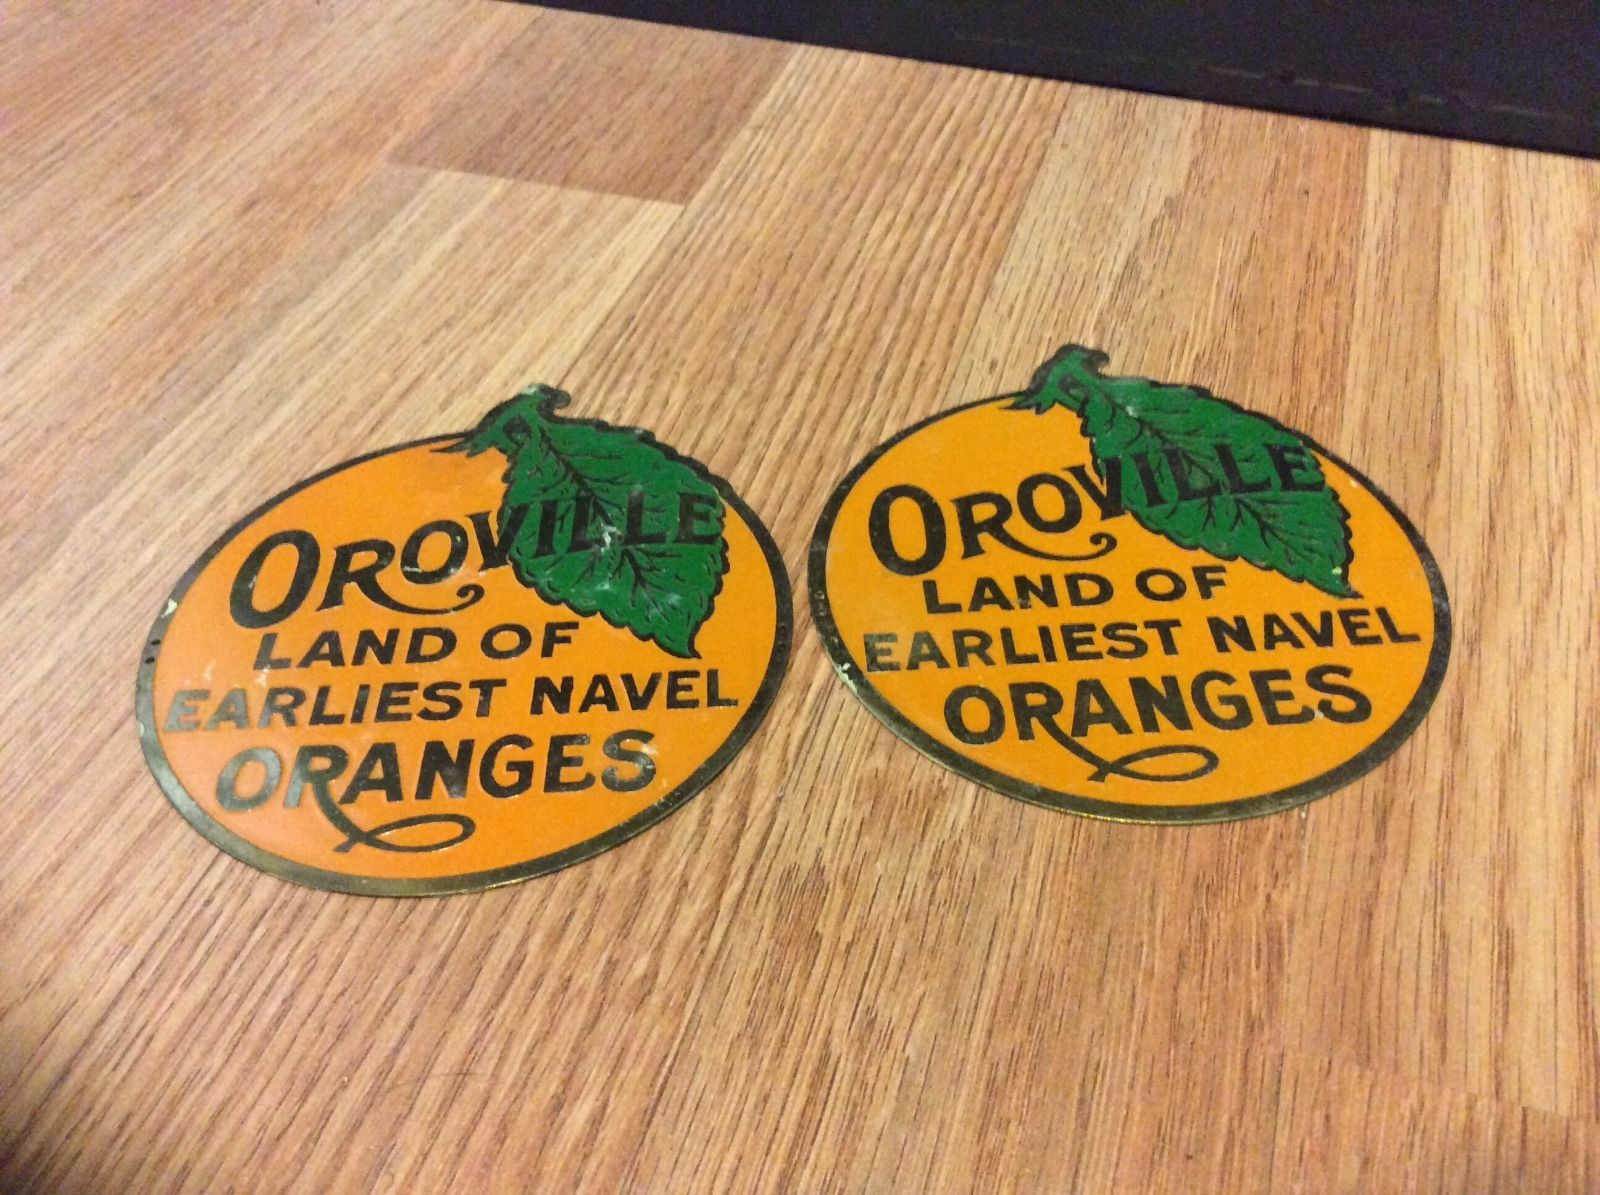 OROVILLE
LAND OF
EARLIEST NAVEL
ORANGES
OROVILLE
LAND OF
EARLIEST NAVEL
ORANGES